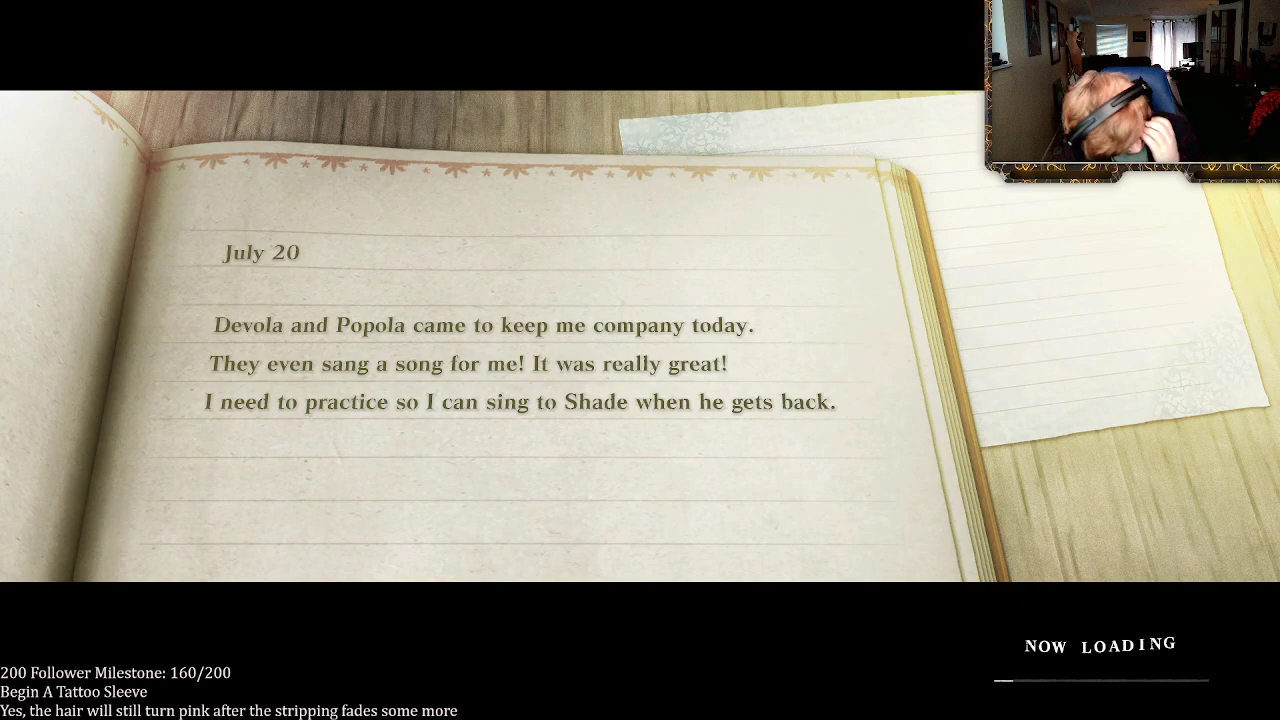 July 20
Devola and Popola came to keep me company today.
They even sang a song for me! It was really great!
I need to practice so I can sing to Shade when he gets back.
NOW LOADING
200 Follower Milestone: 160/200
Begin A Tattoo Sleeve
Yes, the hair will still turn pink after the stripping fades some more